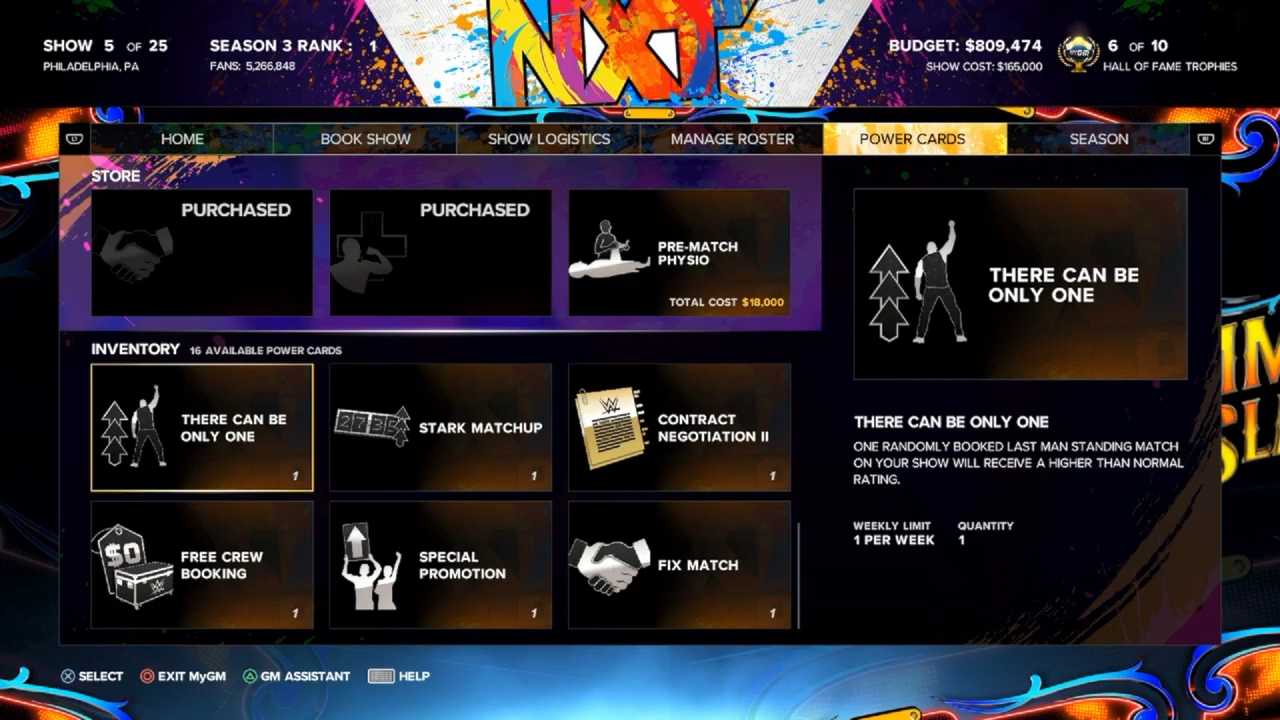 NXT
SHOW 5 OF 25
PHILADELPHIA, PA
SEASON 3 RANK : 1
FANS: 5,266,848
BUDGET: $809,474
SHOW COST: $165,000
6 OF 10
HALL OF FAME TROPHIES
HOME
BOOK SHOW
SHOW LOGISTICS
MANAGE ROSTER
POWER CARDS
SEASON
STORE
PURCHASED
PURCHASED
PRE-MATCH
PHYSIO
TOTAL COST $18,000
INVENTORY 16 AVAILABLE POWER CARDS
THERE CAN BE
ONLY ONE
1
STARK MATCHUP
1
CONTRACT
NEGOTIATION II
1
$0
FREE CREW
BOOKING
1
SPECIAL
PROMOTION
1
FIX MATCH
1
THERE CAN BE
ONLY ONE
THERE CAN BE ONLY ONE
ONE RANDOMLY BOOKED LAST MAN STANDING MATCH
ON YOUR SHOW WILL RECEIVE A HIGHER THAN NORMAL
RATING.
WEEKLY LIMIT
1 PER WEEK
QUANTITY
1
SELECT
EXIT MyGM
GM ASSISTANT
HELP